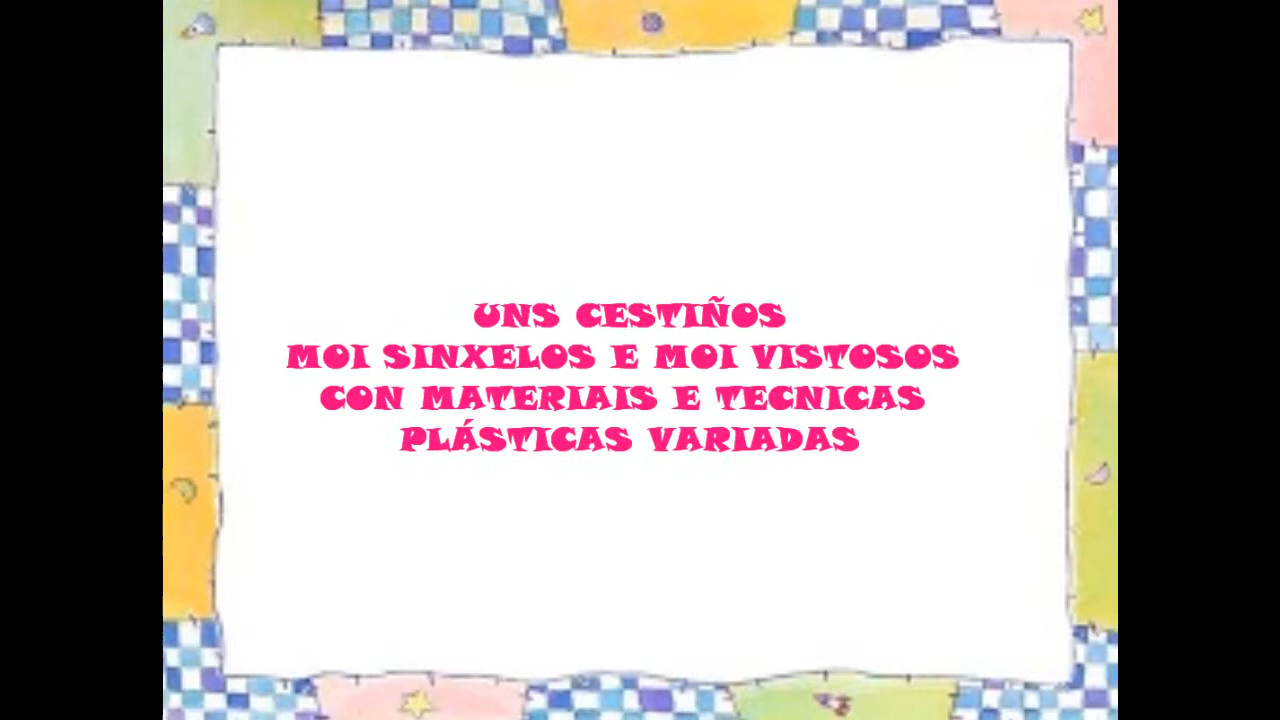 UNS CESTIÑOS
MOI SINXELOS E MOI VISTOSOS
CON MATERIAIS E TECNICAS
PLÁSTICAS VARIADAS